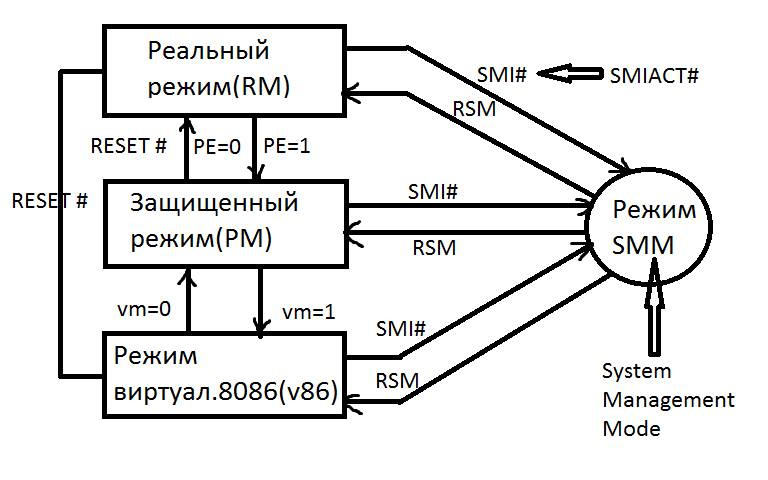 Реальный
режим(RM)
SMI#
SMIACT#
RSM
RESET #
PE=0
PE=1
RESET #
Защищенный
режим(PM)
SMI#
RSM
Режим
SMM
vm=0
vm=1
SMI#
Режим
виртуал.8086(v86)
RSM
System
Management
Mode